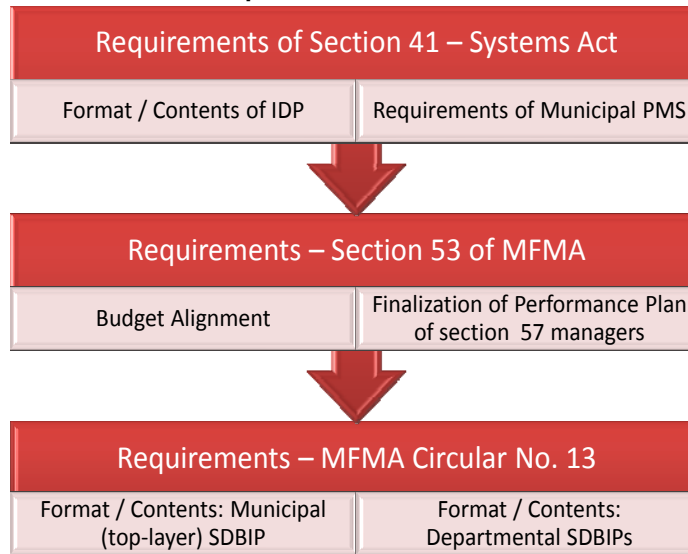 Requirements of Section 41 – Systems Act
Format / Contents of IDP
Requirements of Municipal PMS
Requirements – Section 53 of MFMA
Budget Alignment
Finalization of Performance Plan
of section 57 managers
Requirements – MFMA Circular No. 13
Format / Contents: Municipal
(top-layer) SDBIP
Format / Contents:
Departmental SDBIPs